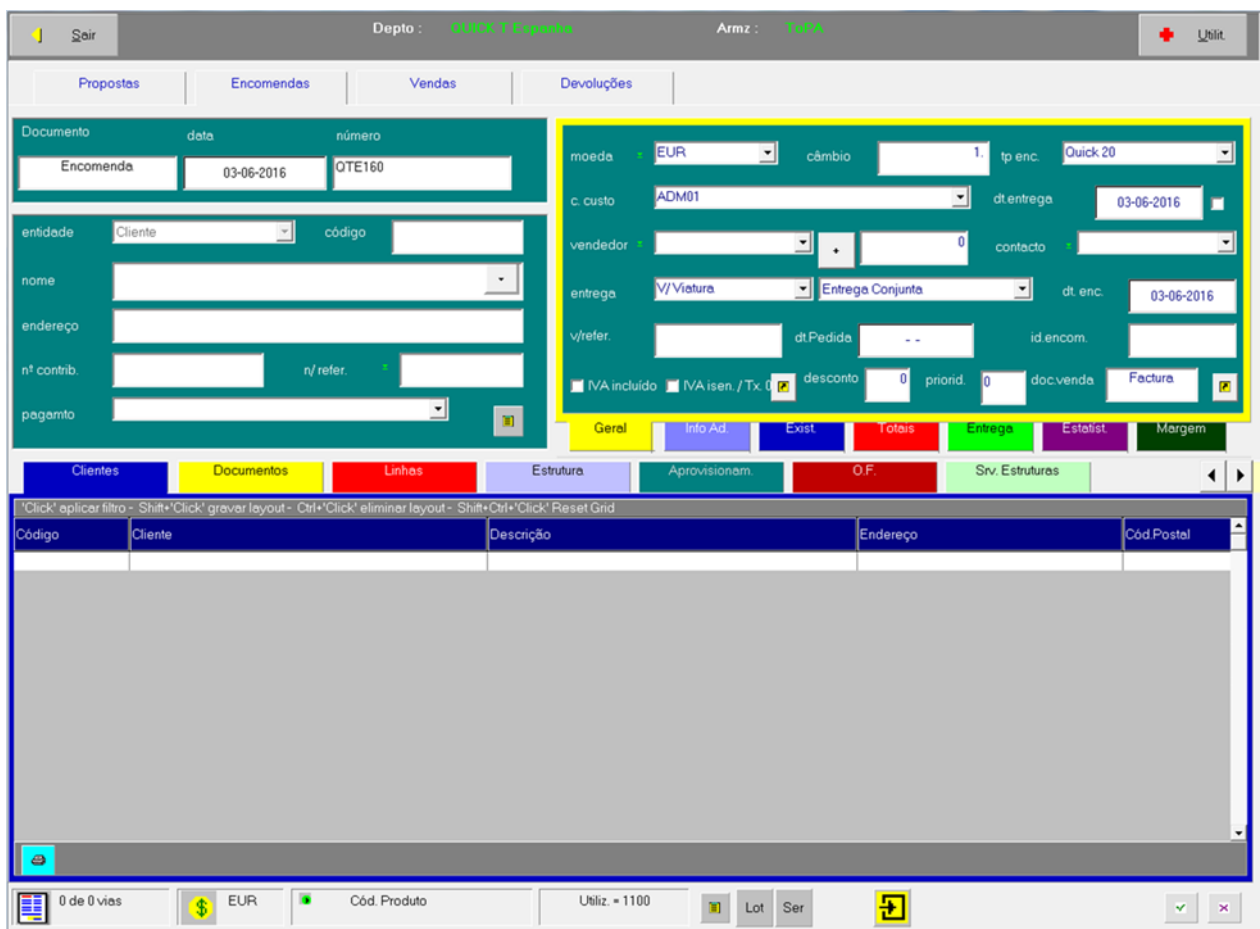 Sair Depto : QUICK T Espanha Armz : ToPA Utilit.
Propostas Encomendas Vendas Devoluções
Documento data número
Encomenda 03-06-2016 QTE160
entidade Cliente código
nome
endereço
nº contrib. n/ refer. =
pagamto
moeda = EUR câmbio 1. tp enc. Quick 20
c. custo ADM01 dt.entrega 03-06-2016
vendedor = + 0 contacto =
entrega V/ Viatura Entrega Conjunta dt. enc. 03-06-2016
v/refer. dt.Pedida - - id.encom.
IVA incluído IVA isen. / Tx. 0 desconto 0 priorid. 0 doc.venda Factura
Geral Info Ad. Exist. Totais Entrega Estatíst. Margem
Clientes Documentos Linhas Estrutura Aprovisionam. O.F. Srv. Estruturas
'Click' aplicar filtro - Shift+'Click' gravar layout - Ctrl+'Click' eliminar layout - Shift+Ctrl+'Click' Reset Grid
Código Cliente Descrição Endereço Cód.Postal
0 de 0 vias $ EUR Cód. Produto Utiliz. = 1100 Lot Ser